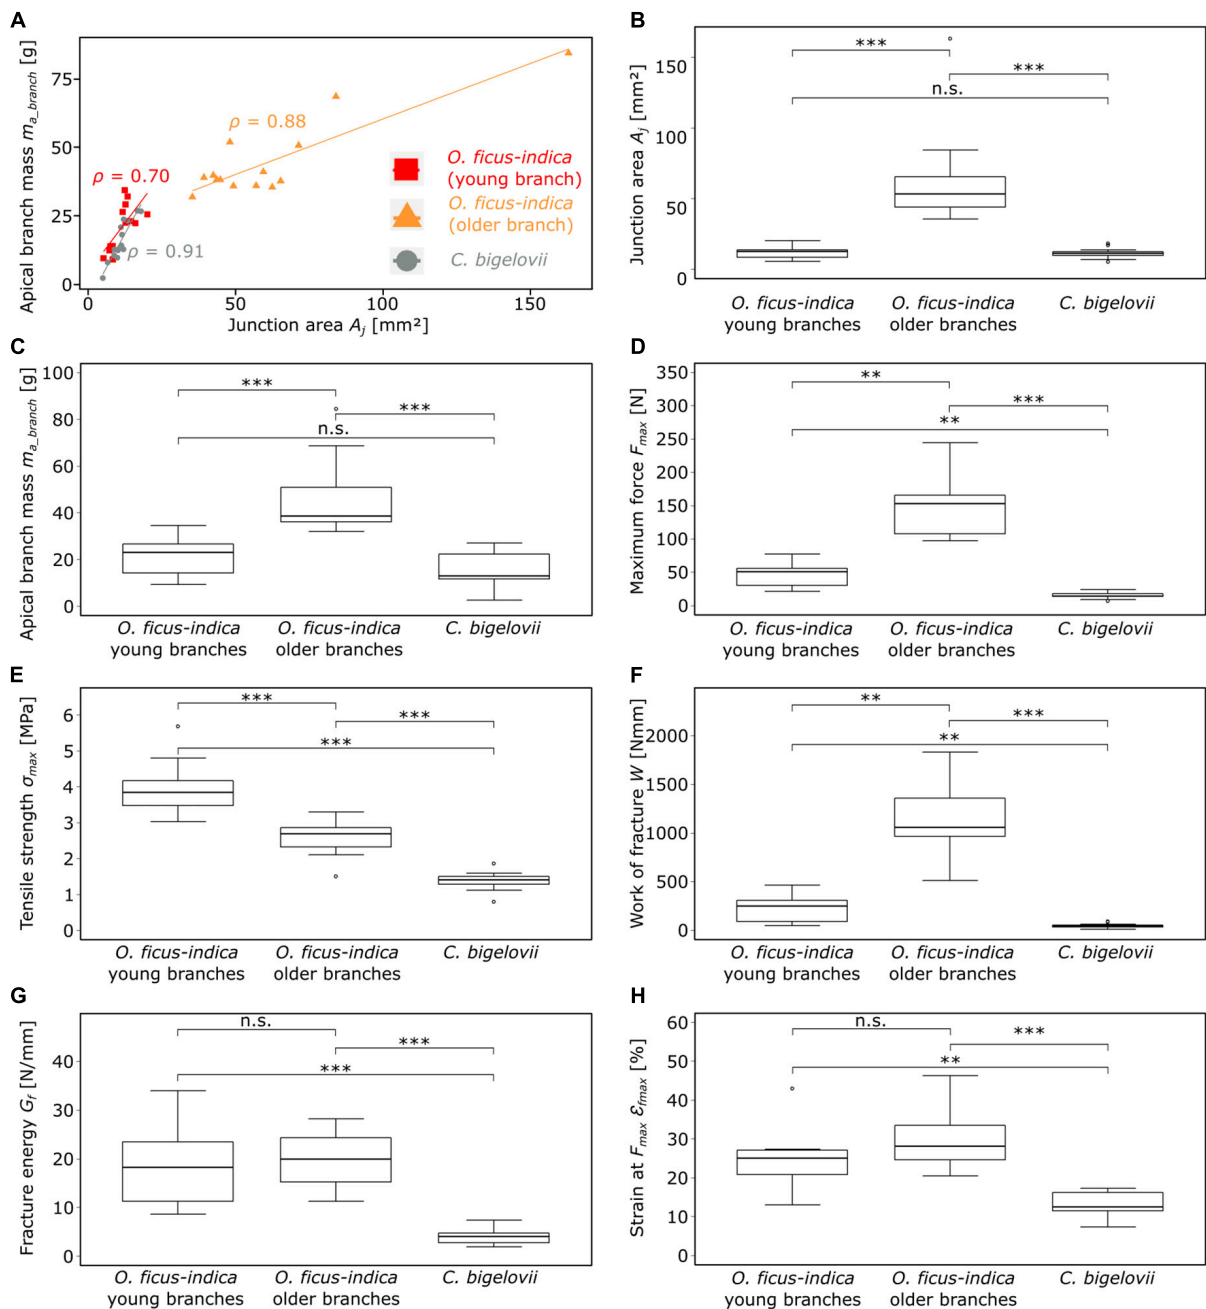 A
Apical branch mass m_a_branch [g]
75
50
25
0
ρ = 0.88
ρ = 0.70
ρ = 0.91
O. ficus-indica
(young branch)
O. ficus-indica
(older branch)
C. bigelovii
0
50
100
150
Junction area A_j [mm²]
B
Junction area A_j [mm²]
150
100
50
0
***
***
n.s.
O. ficus-indica
young branches
O. ficus-indica
older branches
C. bigelovii
C
Apical branch mass m_a_branch [g]
100
80
60
40
20
0
***
***
n.s.
O. ficus-indica
young branches
O. ficus-indica
older branches
C. bigelovii
D
Maximum force F_max [N]
350
300
250
200
150
100
50
0
**
***
**
O. ficus-indica
young branches
O. ficus-indica
older branches
C. bigelovii
E
Tensile strength σ_max [MPa]
6
5
4
3
2
1
0
***
***
***
O. ficus-indica
young branches
O. ficus-indica
older branches
C. bigelovii
F
Work of fracture W [Nmm]
2000
1500
1000
500
0
**
***
**
O. ficus-indica
young branches
O. ficus-indica
older branches
C. bigelovii
G
Fracture energy G_f [N/mm]
40
30
20
10
0
n.s.
***
***
O. ficus-indica
young branches
O. ficus-indica
older branches
C. bigelovii
H
Strain at F_max ε_fmax [%]
60
50
40
30
20
10
0
n.s.
***
**
O. ficus-indica
young branches
O. ficus-indica
older branches
C. bigelovii